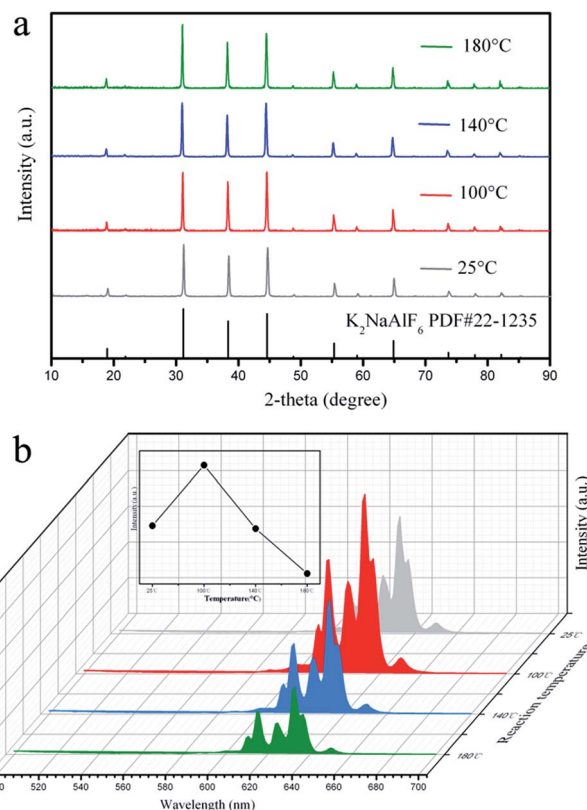 a
180°C
140°C
100°C
25°C
K₂NaAlF₆ PDF#22-1235
Intensity (a.u.)
10 20 30 40 50 60 70 80 90
2-theta (degree)
b
Intensity (a.u.)
25℃ 100℃ 140℃ 180℃
Temperature(°C)
Intensity (a.u.)
25℃
100℃
140℃
180℃
Reaction temperature
520 540 560 580 600 620 640 660 680 700
Wavelength (nm)